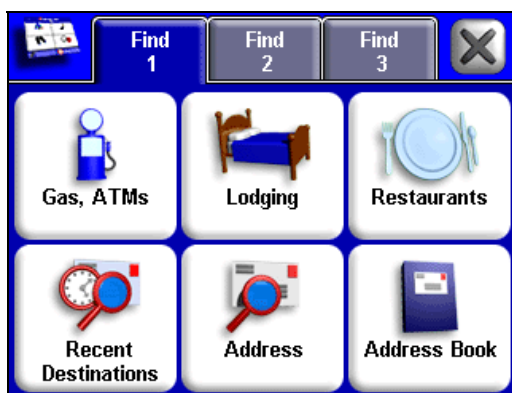 Find
1
Find
2
Find
3
Gas, ATMs
Lodging
Restaurants
Recent
Destinations
Address
Address Book